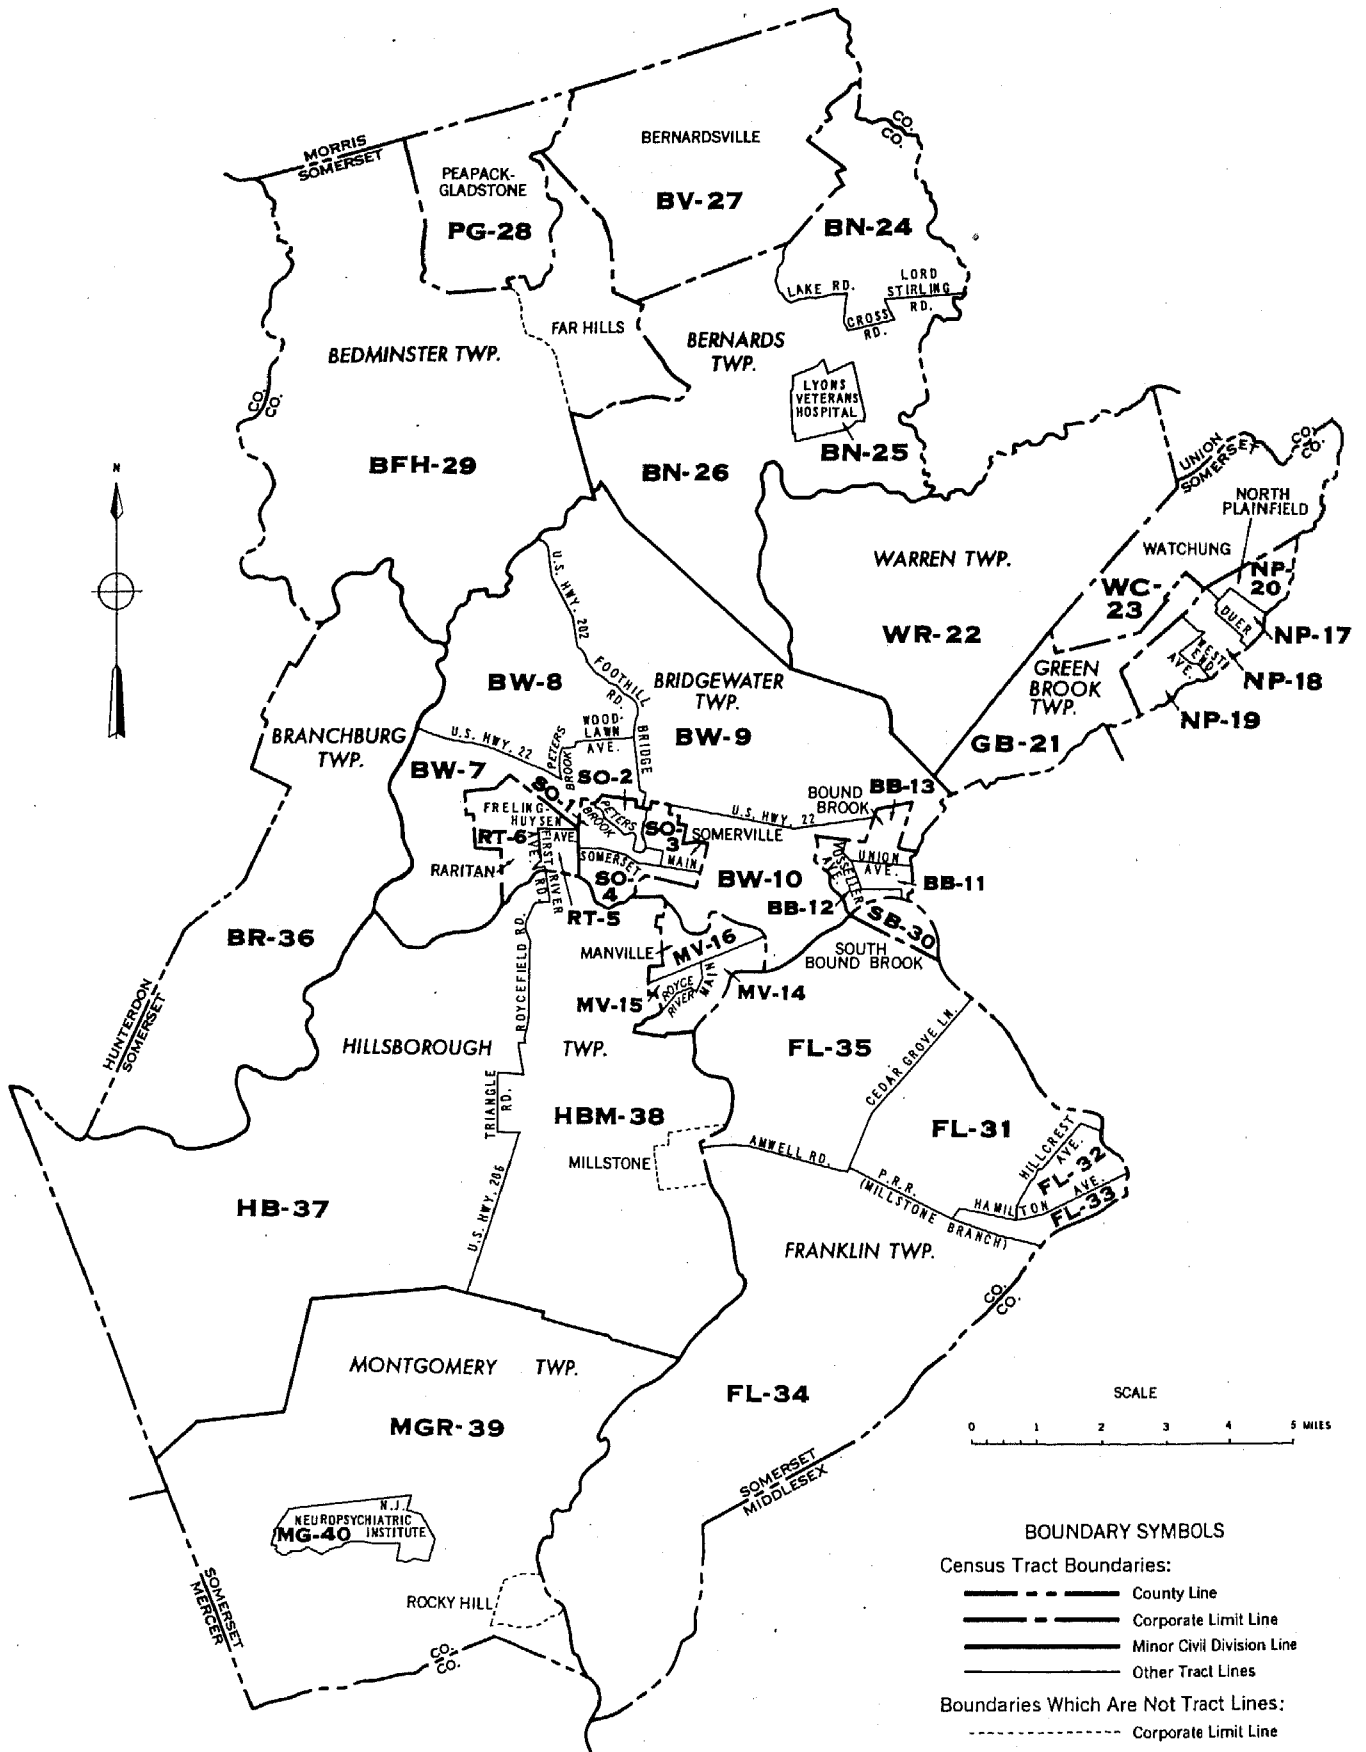 CO.
CO.
MORRIS
SOMERSET
BERNARDSVILLE
PEAPACK-
GLADSTONE
BV-27
PG-28
BN-24
LORD
STIRLING
RD.
LAKE RD.
CROSS
RD.
FAR HILLS
BERNARDS
TWP.
BEDMINSTER TWP.
LYONS
VETERANS
HOSPITAL
CO.
CO.
BN-25
BFH-29
BN-26
N
UNION
SOMERSET
CO.
CO.
NORTH
PLAINFIELD
WATCHUNG
WARREN TWP.
NP-
20
WC-
23
DUER
NP-17
WR-22
WEST
END
AVE.
NP-18
GREEN
BROOK
TWP.
NP-19
GB-21
U.S. HWY. 202
FOOTHILL
RD.
BRIDGEWATER
TWP.
BW-8
BW-9
BRANCHBURG
TWP.
U.S. HWY. 22
PETERS
BROOK
WOOD-
LAWN
AVE.
BRIDGE
BW-7
SO-1
SO-2
BOUND
BROOK
BB-13
FRELING-
HUYSEN
AVE.
PETERS
BROOK
SO-
3
SOMERVILLE
U.S. HWY. 22
RT-6
FIRST
AVE.
RIVER
RD.
RARITAN
SOMERSET
MAIN
SO-
4
BW-10
VOSSELLER
AVE.
UNION
AVE.
BB-11
BB-12
RT-5
SB-30
SOUTH
BOUND BROOK
BR-36
MANVILLE
MV-16
MAIN
MV-15
ROYCE
RIVER
MV-14
ROYCEFIELD RD.
HUNTERDON
SOMERSET
HILLSBOROUGH TWP.
FL-35
CEDAR GROVE LN.
TRIANGLE
RD.
HBM-38
FL-31
HILLCREST
AVE.
FL-32
MILLSTONE
AMWELL RD.
P.R.R.
(MILLSTONE BRANCH)
HAMILTON AVE.
FL-33
HB-37
U.S. HWY. 206
FRANKLIN TWP.
CO.
CO.
MONTGOMERY TWP.
FL-34
MGR-39
SCALE
0 1 2 3 4 5 MILES
SOMERSET
MIDDLESEX
N.J.
NEUROPSYCHIATRIC
INSTITUTE
MG-40
SOMERSET
MERCER
ROCKY HILL
CO.
CO.
BOUNDARY SYMBOLS
Census Tract Boundaries:
County Line
Corporate Limit Line
Minor Civil Division Line
Other Tract Lines
Boundaries Which Are Not Tract Lines:
Corporate Limit Line